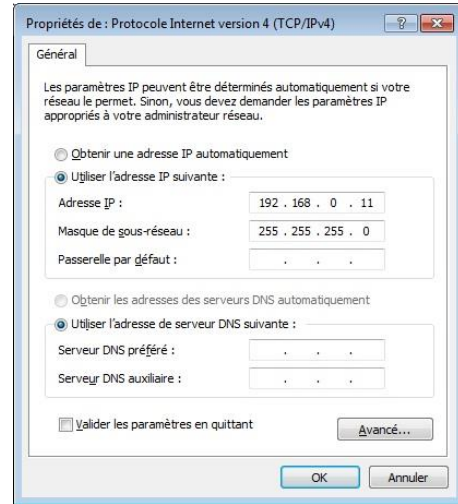 Propriétés de : Protocole Internet version 4 (TCP/IPv4)
Général
Les paramètres IP peuvent être déterminés automatiquement si votre
réseau le permet. Sinon, vous devez demander les paramètres IP
appropriés à votre administrateur réseau.
Obtenir une adresse IP automatiquement
Utiliser l'adresse IP suivante :
Adresse IP : 192 . 168 . 0 . 11
Masque de sous-réseau : 255 . 255 . 255 . 0
Passerelle par défaut : . . .
Obtenir les adresses des serveurs DNS automatiquement
Utiliser l'adresse de serveur DNS suivante :
Serveur DNS préféré : . . .
Serveur DNS auxiliaire : . . .
Valider les paramètres en quittant
Avancé...
OK Annuler